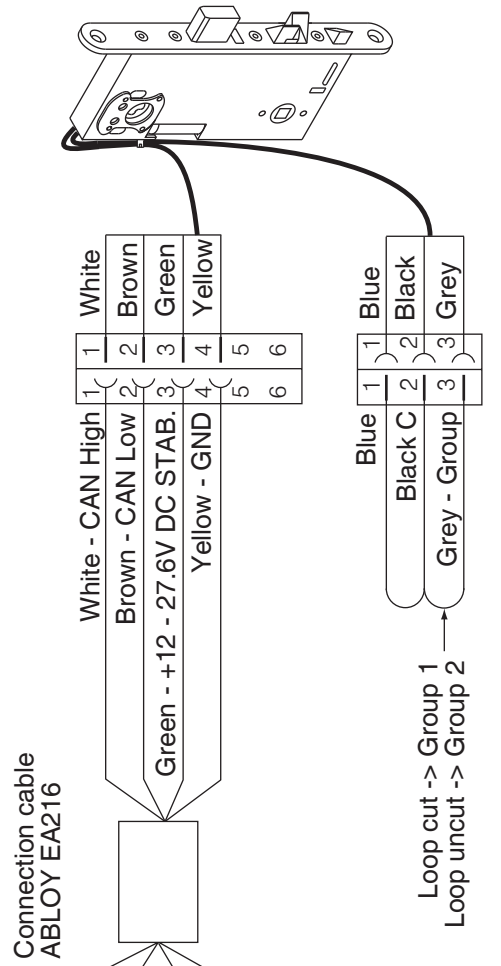 Connection cable
ABLOY EA216
White - CAN High
1
1
White
Brown - CAN Low
2
2
Brown
Green - +12 - 27.6V DC STAB.
3
3
Green
Yellow - GND
4
4
Yellow
5
5
6
6
Blue
1
1
Blue
Black C
2
2
Black
Grey - Group
3
3
Grey
Loop cut -> Group 1
Loop uncut -> Group 2